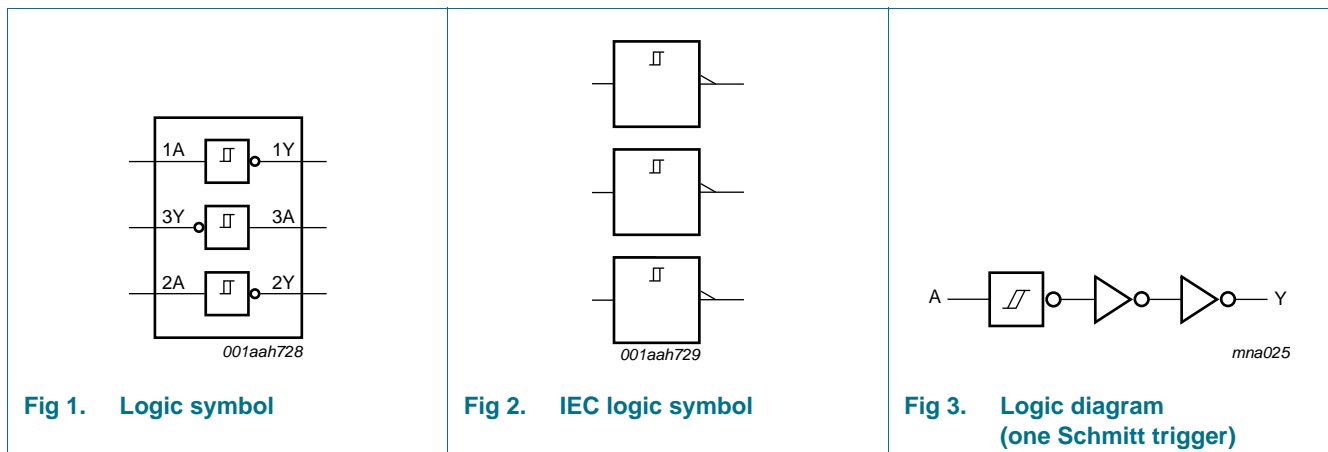 1A 1Y
3Y 3A
2A 2Y
001aah728
Fig 1. Logic symbol
001aah729
Fig 2. IEC logic symbol
A Y
mna025
Fig 3. Logic diagram
(one Schmitt trigger)